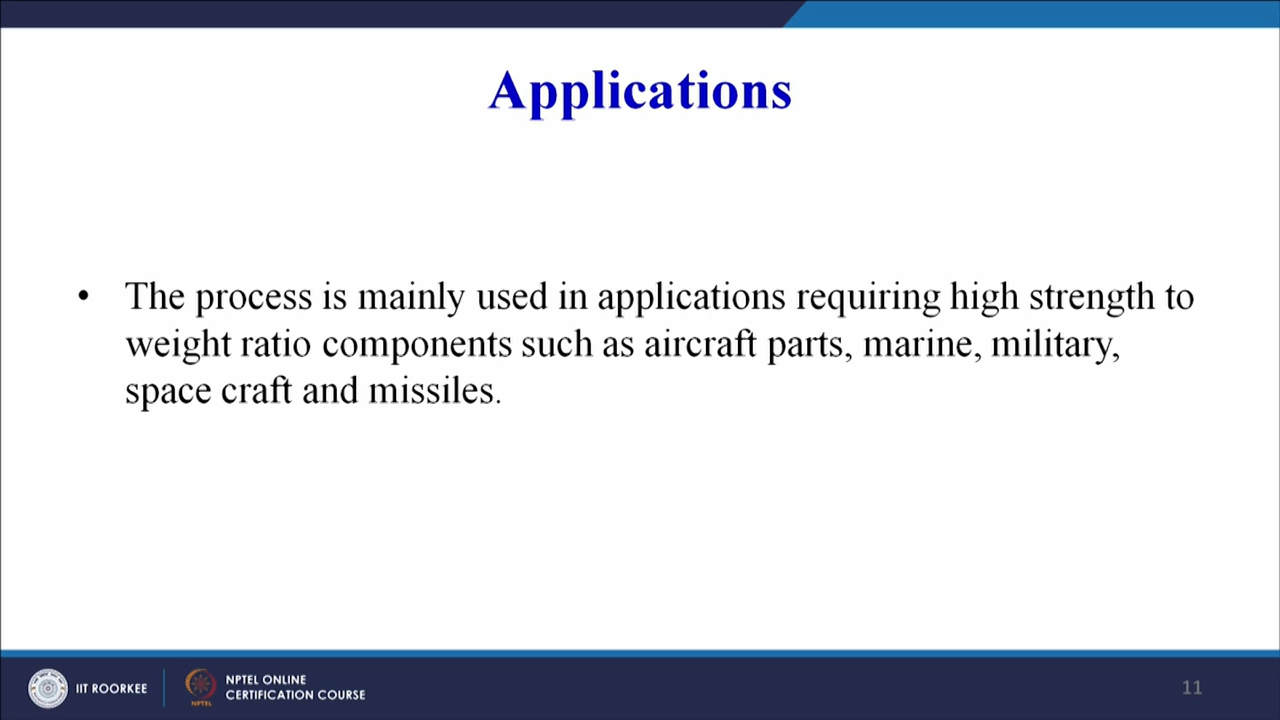 Applications
• The process is mainly used in applications requiring high strength to
weight ratio components such as aircraft parts, marine, military,
space craft and missiles.
IIT ROORKEE
NPTEL
NPTEL ONLINE
CERTIFICATION COURSE
11